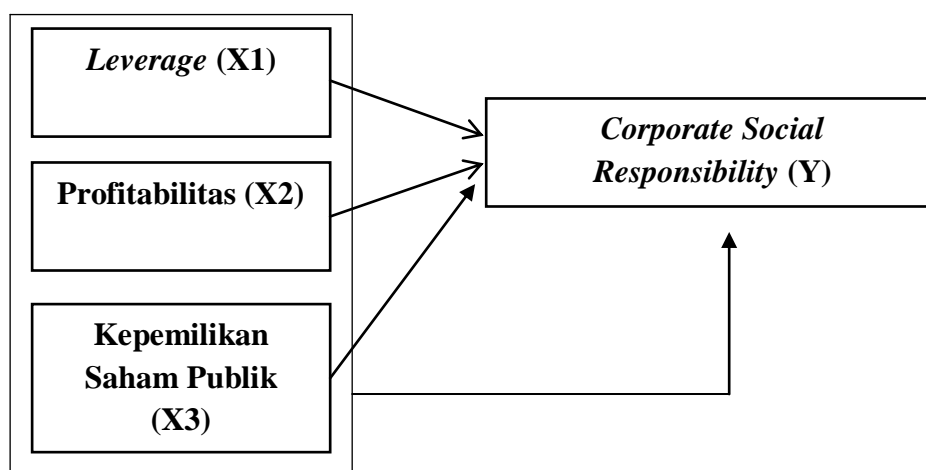 Leverage (X1)
Profitabilitas (X2)
Kepemilikan
Saham Publik
(X3)
Corporate Social
Responsibility (Y)